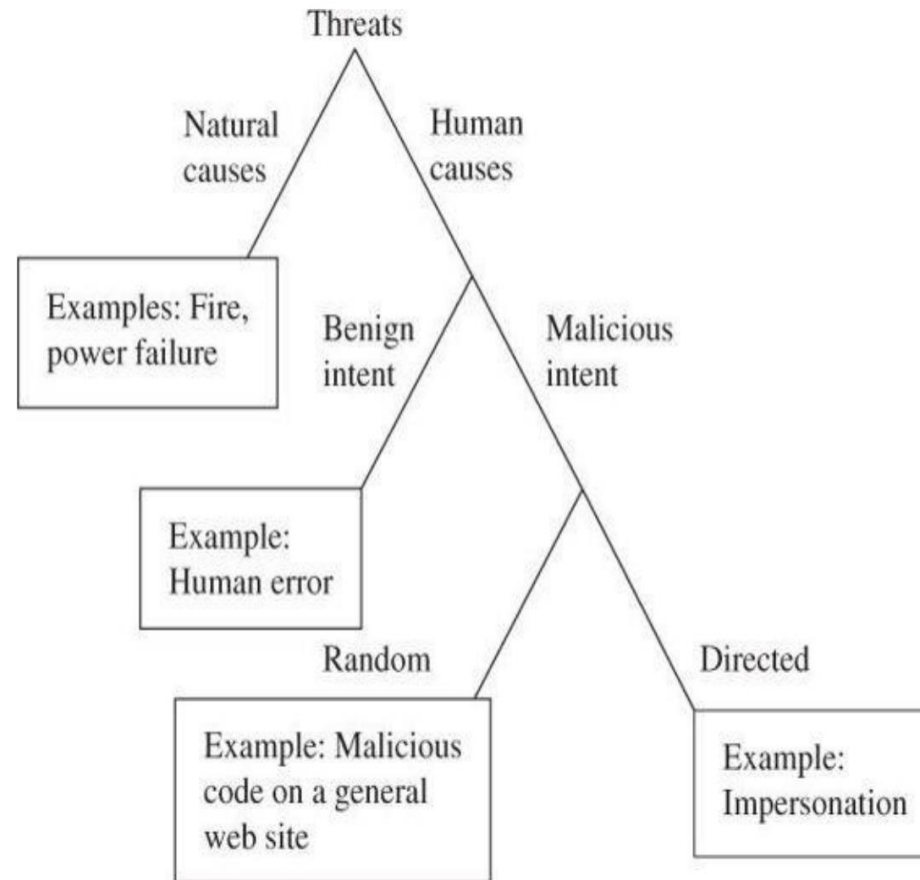 Threats
Natural
causes
Human
causes
Examples: Fire,
power failure
Benign
intent
Malicious
intent
Example:
Human error
Random
Directed
Example: Malicious
code on a general
web site
Example:
Impersonation